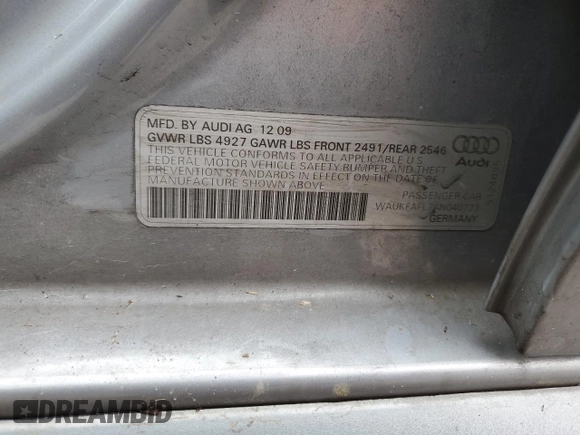 MFD. BY AUDI AG 12 09
GVWR LBS 4927 GAWR LBS FRONT 2491/REAR 2546
THIS VEHICLE CONFORMS TO ALL APPLICABLE U.S
FEDERAL MOTOR VEHICLE SAFETY, BUMPER AND THEFT
PREVENTION STANDARDS IN EFFECT ON THE DATE OF
MANUFACTURE SHOWN ABOVE
Audi
PASSENGER CAR
GERMANY
DREAMBID